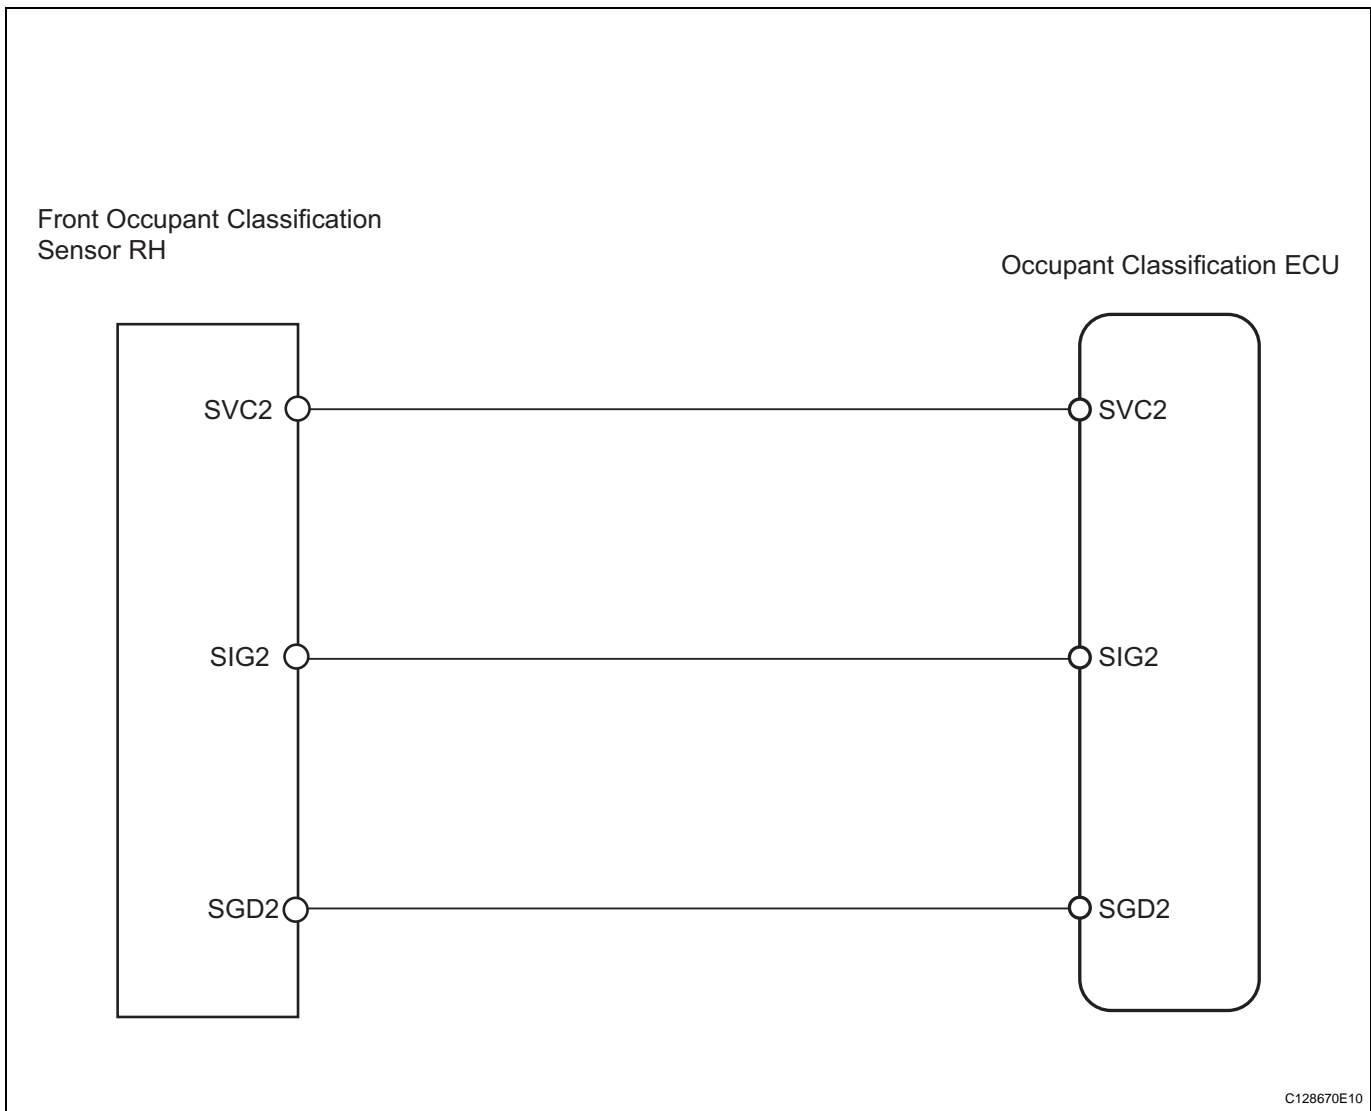 Front Occupant Classification
Sensor RH
Occupant Classification ECU
SVC2
SVC2
SIG2
SIG2
SGD2
SGD2
C128670E10